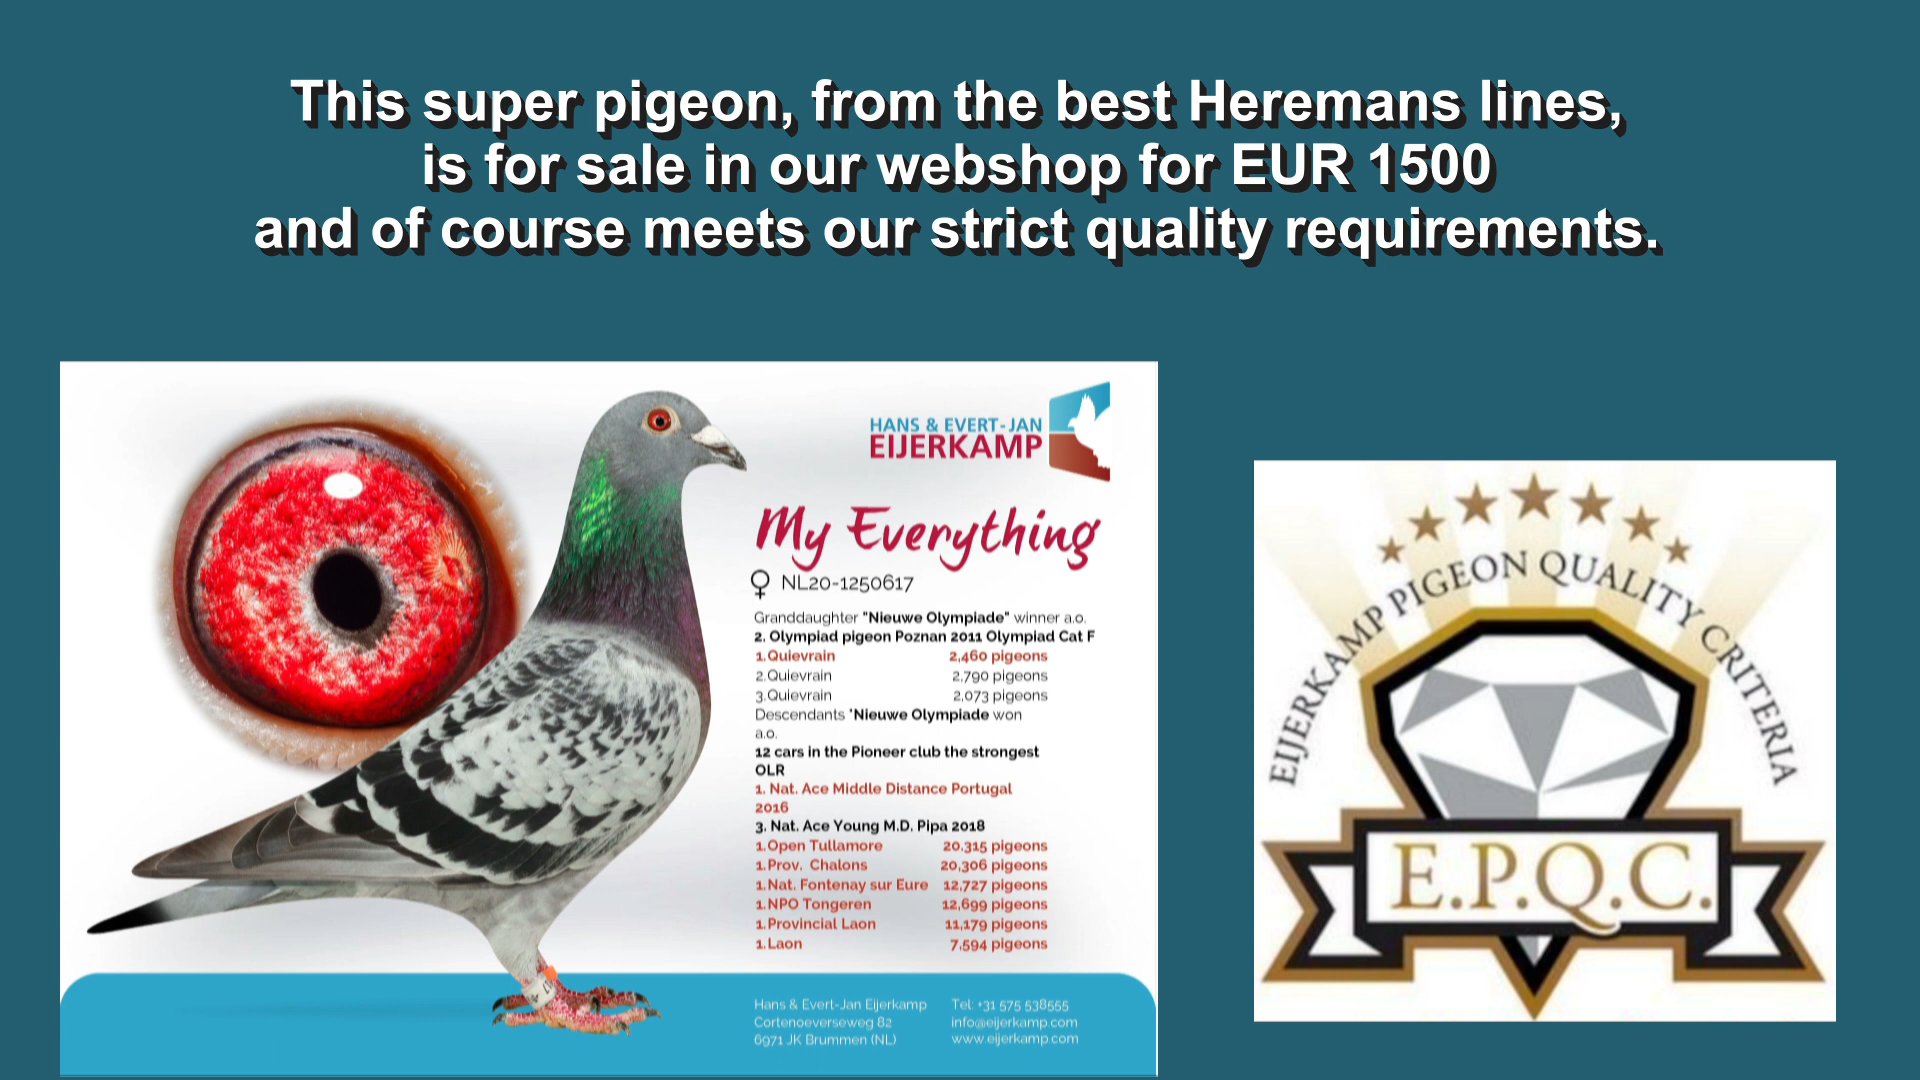 This super pigeon, from the best Heremans lines,
is for sale in our webshop for EUR 1500
and of course meets our strict quality requirements.
HANS & EVERT-JAN
EIJERKAMP
My Everything
♀ NL20-1250617
Granddaughter "Nieuwe Olympiade" winner a.o.
2. Olympiad pigeon Poznan 2011 Olympiad Cat F
1.Quievrain 2,460 pigeons
2.Quievrain 2,790 pigeons
3.Quievrain 2,073 pigeons
Descendants 'Nieuwe Olympiade won
a.o.
12 cars in the Pioneer club the strongest
OLR
1. Nat. Ace Middle Distance Portugal
2016
3. Nat. Ace Young M.D. Pipa 2018
1.Open Tullamore 20,315 pigeons
1.Prov. Chalons 20,306 pigeons
1.Nat. Fontenay sur Eure 12,727 pigeons
1.NPO Tongeren 12,699 pigeons
1.Provincial Laon 11,179 pigeons
1.Laon 7,594 pigeons
Hans & Evert-Jan Eijerkamp Tel: +31 575 538555
Cortenoeverseweg 82 info@eijerkamp.com
6971 JK Brummen (NL) www.eijerkamp.com
EIJERKAMP PIGEON QUALITY CRITERIA
E.P.Q.C.